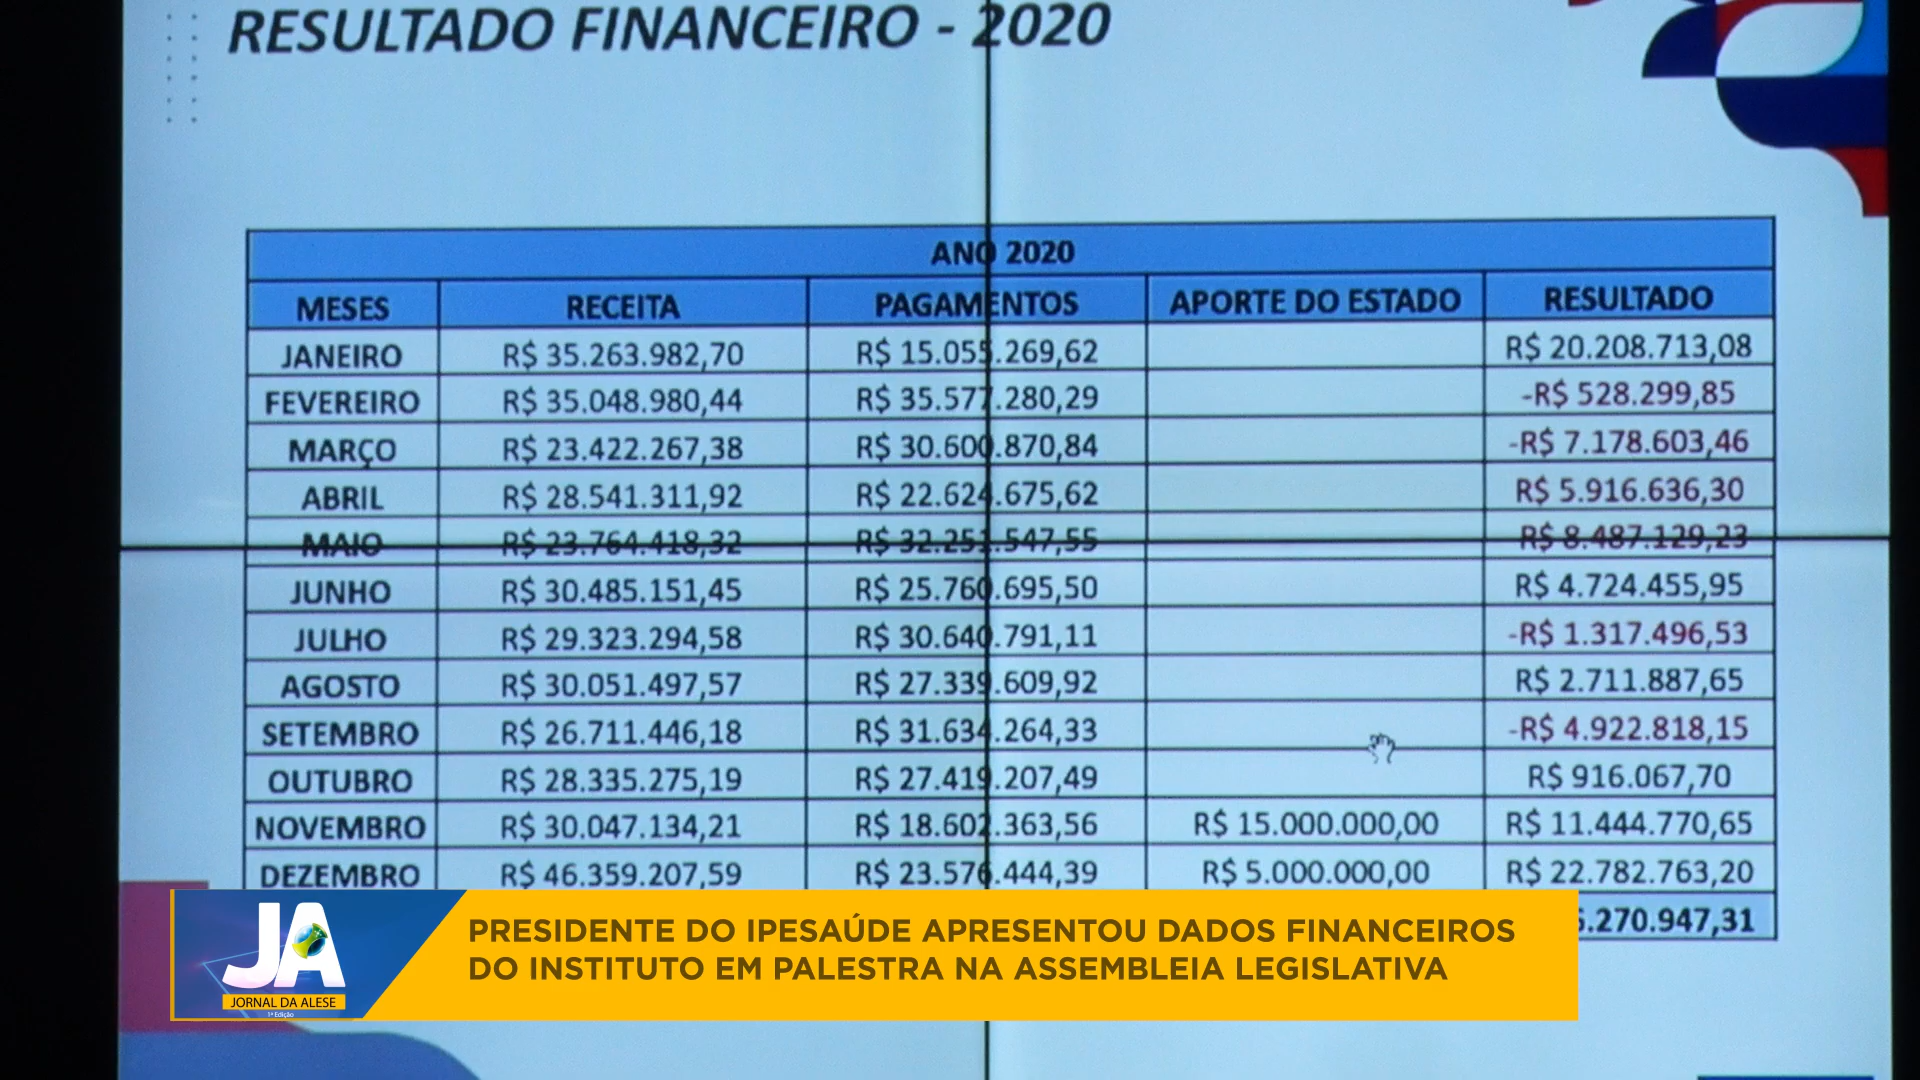 RESULTADO FINANCEIRO - 2020
ANO 2020
MESES RECEITA PAGAMENTOS APORTE DO ESTADO RESULTADO
JANEIRO R$ 35.263.982,70 R$ 15.055.269,62 R$ 20.208.713,08
FEVEREIRO R$ 35.048.980,44 R$ 35.577.280,29 -R$ 528.299,85
MARÇO R$ 23.422.267,38 R$ 30.600.870,84 -R$ 7.178.603,46
ABRIL R$ 28.541.311,92 R$ 22.624.675,62 R$ 5.916.636,30
MAIO R$ 23.764.418,32 R$ 32.251.547,55 R$ 8.487.129,23
JUNHO R$ 30.485.151,45 R$ 25.760.695,50 R$ 4.724.455,95
JULHO R$ 29.323.294,58 R$ 30.640.791,11 -R$ 1.317.496,53
AGOSTO R$ 30.051.497,57 R$ 27.339.609,92 R$ 2.711.887,65
SETEMBRO R$ 26.711.446,18 R$ 31.634.264,33 -R$ 4.922.818,15
OUTUBRO R$ 28.335.275,19 R$ 27.419.207,49 R$ 916.067,70
NOVEMBRO R$ 30.047.134,21 R$ 18.602.363,56 R$ 15.000.000,00 R$ 11.444.770,65
DEZEMBRO R$ 46.359.207,59 R$ 23.576.444,39 R$ 5.000.000,00 R$ 22.782.763,20
.270.947,31
JA
JORNAL DA ALESE
1ª Edição
PRESIDENTE DO IPESAÚDE APRESENTOU DADOS FINANCEIROS
DO INSTITUTO EM PALESTRA NA ASSEMBLEIA LEGISLATIVA